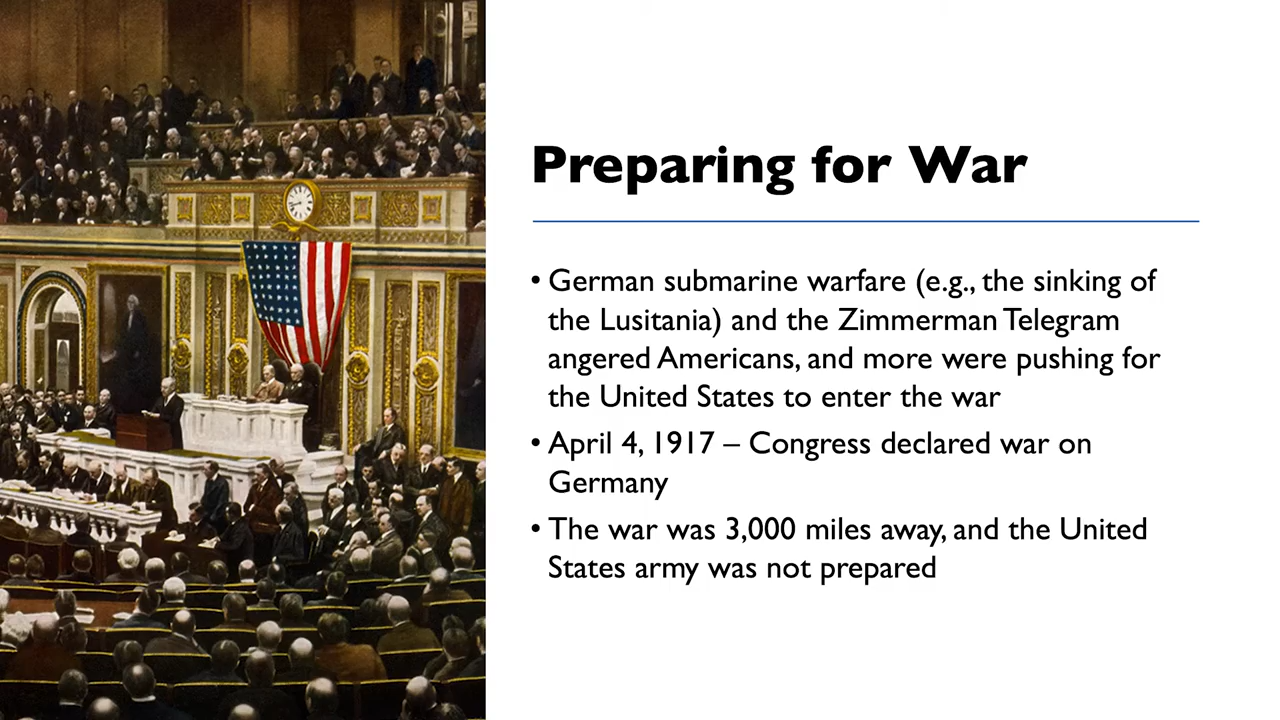 Preparing for War
• German submarine warfare (e.g., the sinking of
the Lusitania) and the Zimmerman Telegram
angered Americans, and more were pushing for
the United States to enter the war
• April 4, 1917 – Congress declared war on
Germany
• The war was 3,000 miles away, and the United
States army was not prepared